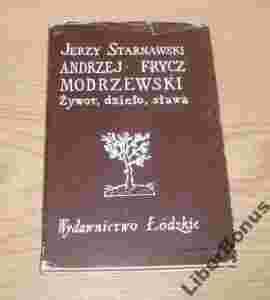 JERZY STARNAWSKI
ANDRZEJ FRYCZ
MODRZEWSKI
Żywot, dzieło, sława
Wydawnictwo Łódzkie
LiberBonus